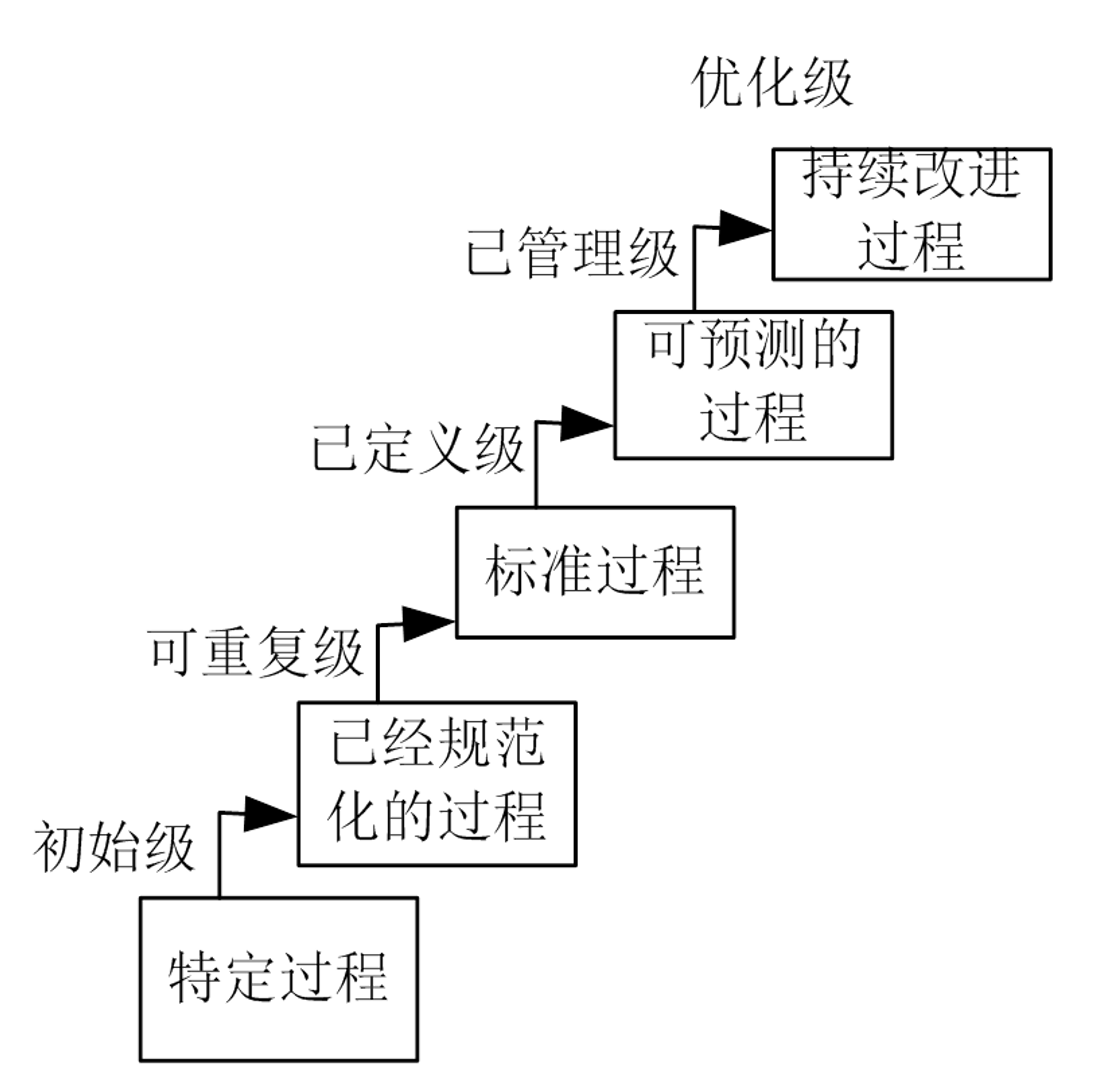 优化级
持续改进
过程
已管理级
可预测的
过程
已定义级
标准过程
可重复级
已经规范
化的过程
初始级
特定过程